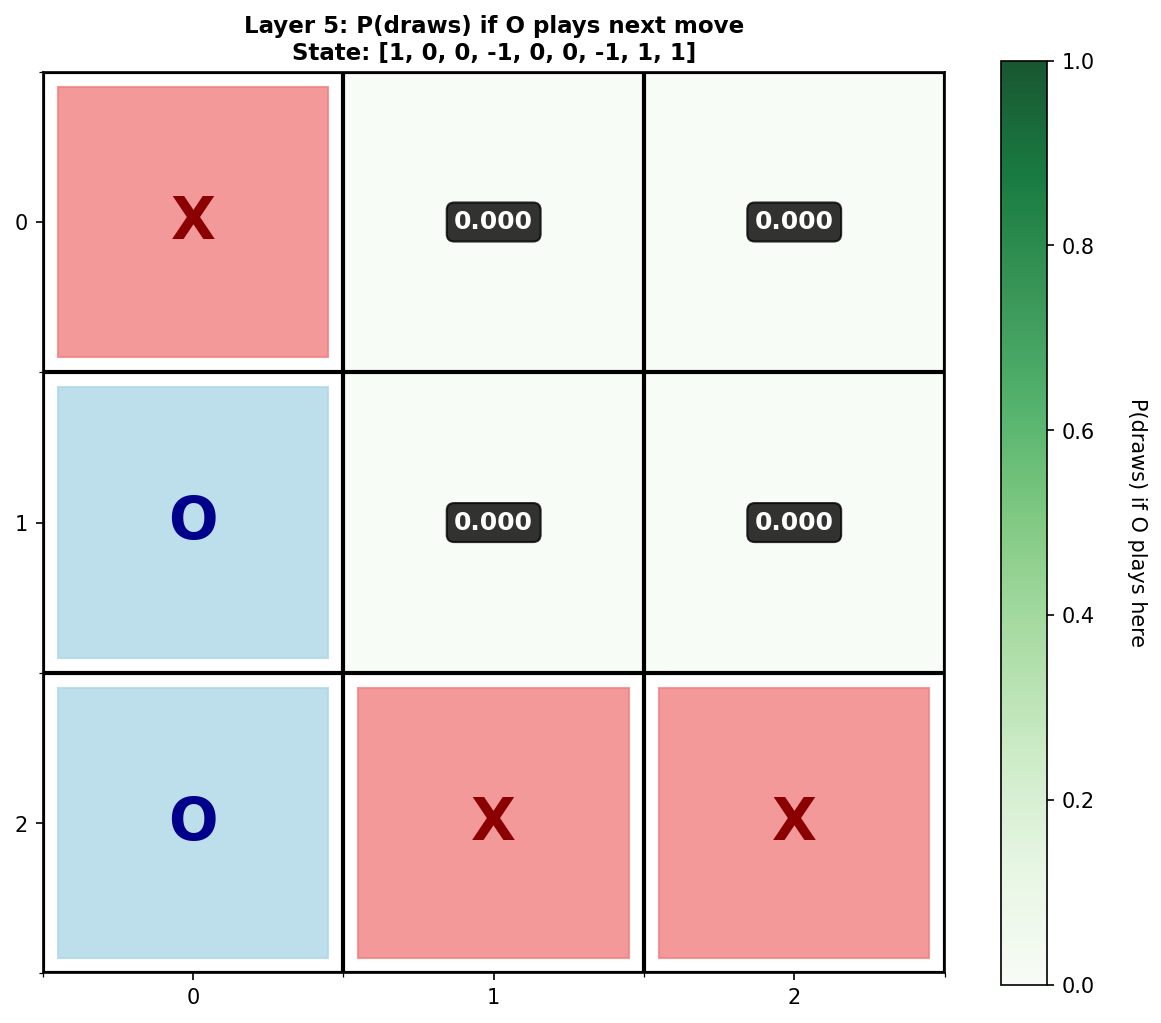 Layer 5: P(draws) if O plays next move
State: [1, 0, 0, -1, 0, 0, -1, 1, 1]
X
0.000
0.000
O
0.000
0.000
O
X
X
0
1
2
0
1
2
1.0
0.8
0.6
0.4
0.2
0.0
P(draws) if O plays here